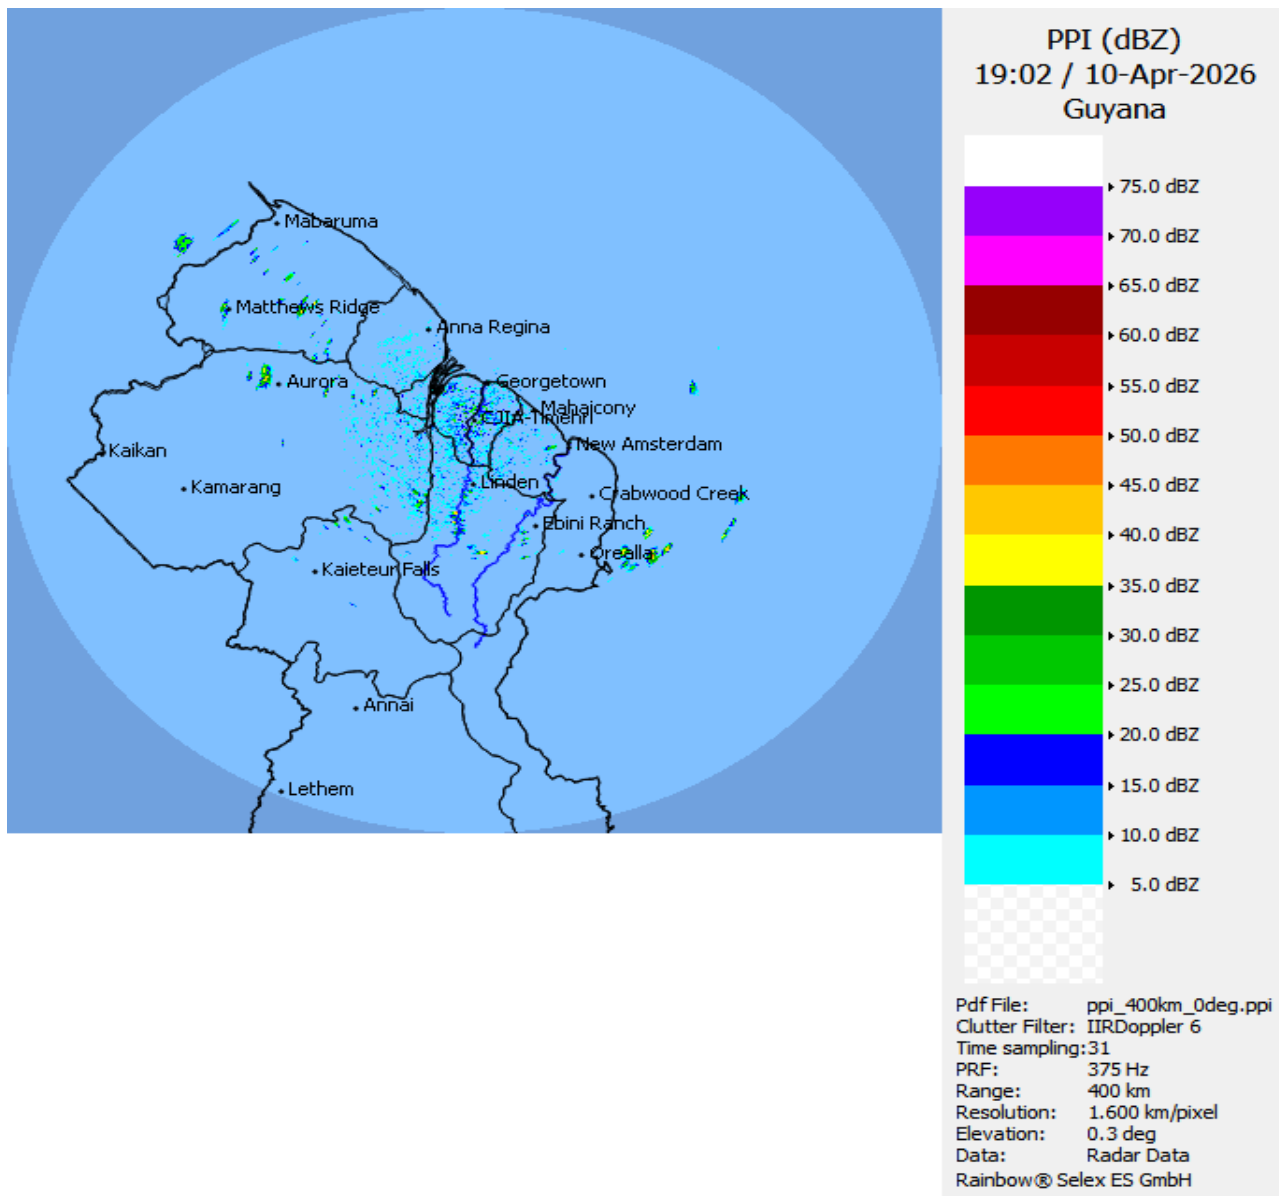 PPI (dBZ)
19:02 / 10-Apr-2026
Guyana
75.0 dBZ
70.0 dBZ
65.0 dBZ
60.0 dBZ
55.0 dBZ
50.0 dBZ
45.0 dBZ
40.0 dBZ
35.0 dBZ
30.0 dBZ
25.0 dBZ
20.0 dBZ
15.0 dBZ
10.0 dBZ
5.0 dBZ
Mabaruma
Matthews Ridge
Anna Regina
Aurora
Georgetown
Mahaicony
CJIA-Timehri
New Amsterdam
Kaikan
Kamarang
Linden
Crabwood Creek
Ebini Ranch
Orealla
Kaieteur Falls
Annai
Lethem
Pdf File: ppi_400km_0deg.ppi
Clutter Filter: IIRDoppler 6
Time sampling:31
PRF: 375 Hz
Range: 400 km
Resolution: 1.600 km/pixel
Elevation: 0.3 deg
Data: Radar Data
Rainbow® Selex ES GmbH